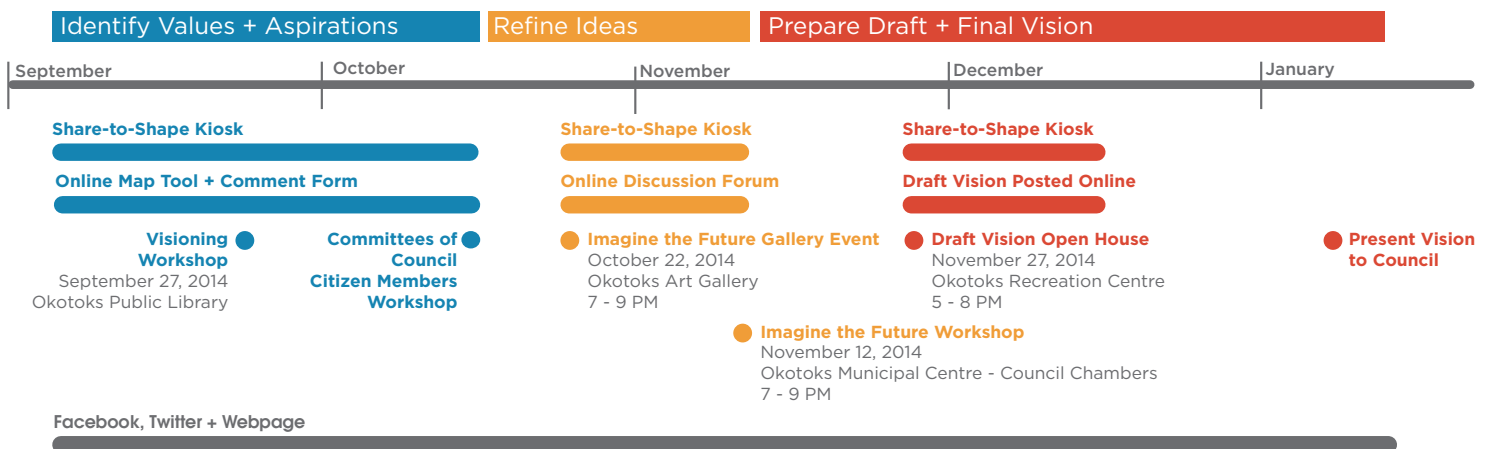 Identify Values + Aspirations
Refine Ideas
Prepare Draft + Final Vision
September
October
November
December
January
Share-to-Shape Kiosk
Online Map Tool + Comment Form
Visioning
Workshop
September 27, 2014
Okotoks Public Library
Committees of
Council
Citizen Members
Workshop
Share-to-Shape Kiosk
Online Discussion Forum
Imagine the Future Gallery Event
October 22, 2014
Okotoks Art Gallery
7 - 9 PM
Imagine the Future Workshop
November 12, 2014
Okotoks Municipal Centre - Council Chambers
7 - 9 PM
Share-to-Shape Kiosk
Draft Vision Posted Online
Draft Vision Open House
November 27, 2014
Okotoks Recreation Centre
5 - 8 PM
Present Vision
to Council
Facebook, Twitter + Webpage